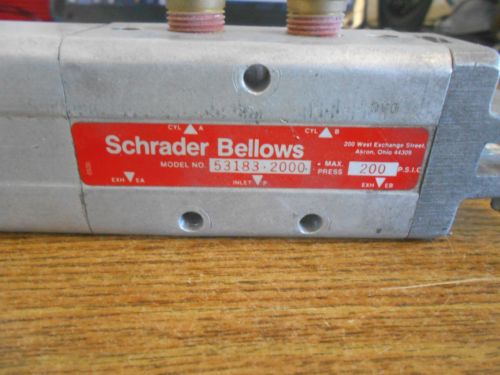 CYL A
CYL B
Schrader Bellows
200 West Exchange Street
Akron, Ohio 44309
MODEL NO. 53183-2000
MAX. PRESS 200 P.S.I.G
EXH EA
INLET P
EXH EB